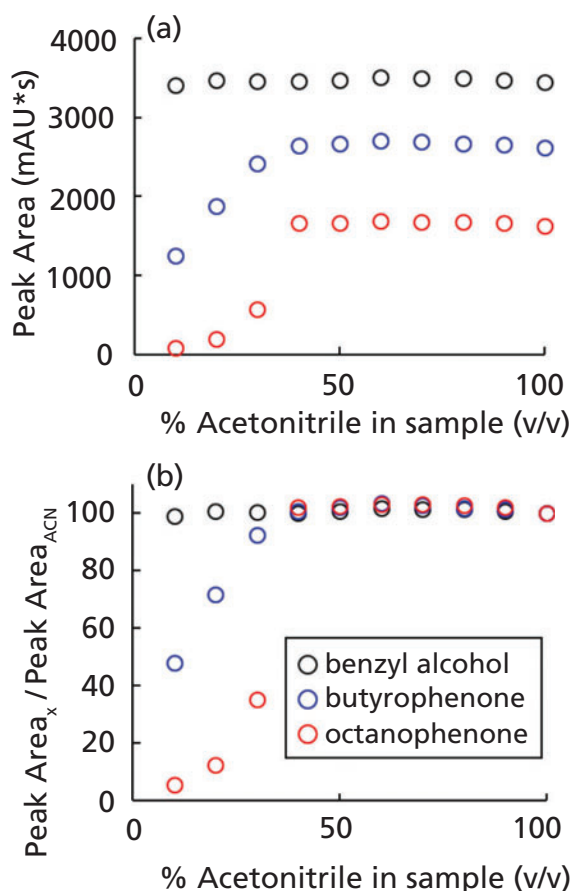 (a)
Peak Area (mAU*s)
4000
3000
2000
1000
0
0
50
100
% Acetonitrile in sample (v/v)
(b)
Peak Areaₓ / Peak Area_ACN
100
80
60
40
20
0
benzyl alcohol
butyrophenone
octanophenone
0
50
100
% Acetonitrile in sample (v/v)